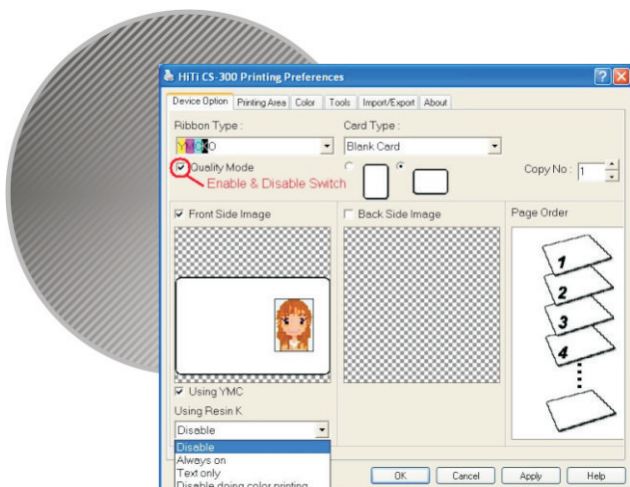 HiTi CS-300 Printing Preferences
Device Option Printing Area Color Tools Import/Export About
Ribbon Type : Card Type :
YMCKO Blank Card
Quality Mode Copy No : 1
Enable & Disable Switch
Front Side Image Back Side Image Page Order
1
2
3
4
Using YMC
Using Resin K
Disable
Disable
Always on
Text only
Disable doing color printing
OK Cancel Apply Help